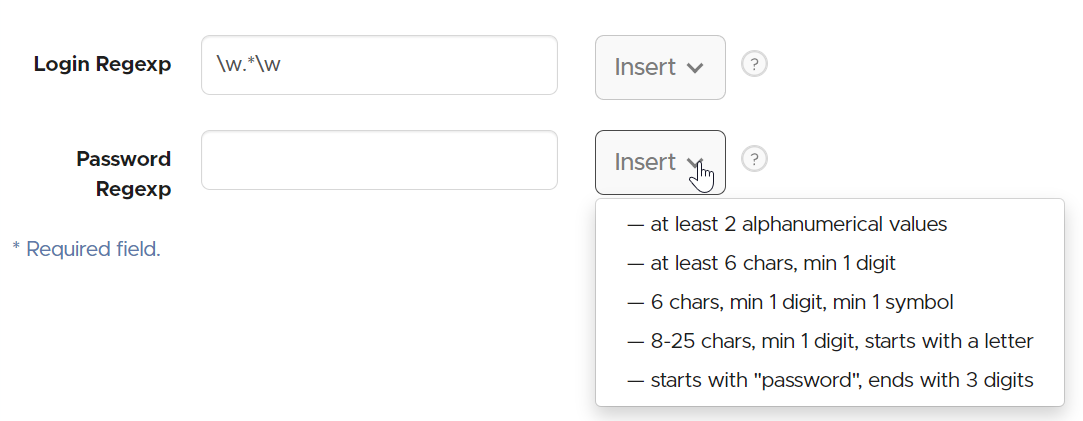 Login Regexp
\w.*\w
Insert
?
Password
Regexp
Insert
?
— at least 2 alphanumerical values
— at least 6 chars, min 1 digit
— 6 chars, min 1 digit, min 1 symbol
— 8-25 chars, min 1 digit, starts with a letter
— starts with "password", ends with 3 digits
* Required field.